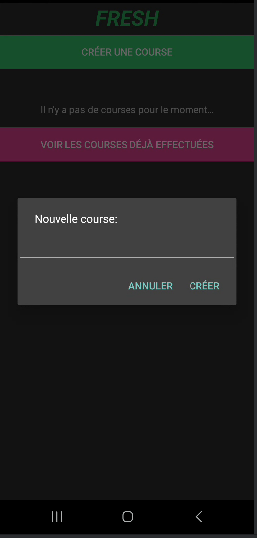 FRESH
CRÉER UNE COURSE
Il n'y a pas de courses pour le moment...
VOIR LES COURSES DÉJÀ EFFECTUÉES
Nouvelle course:
ANNULER CRÉER